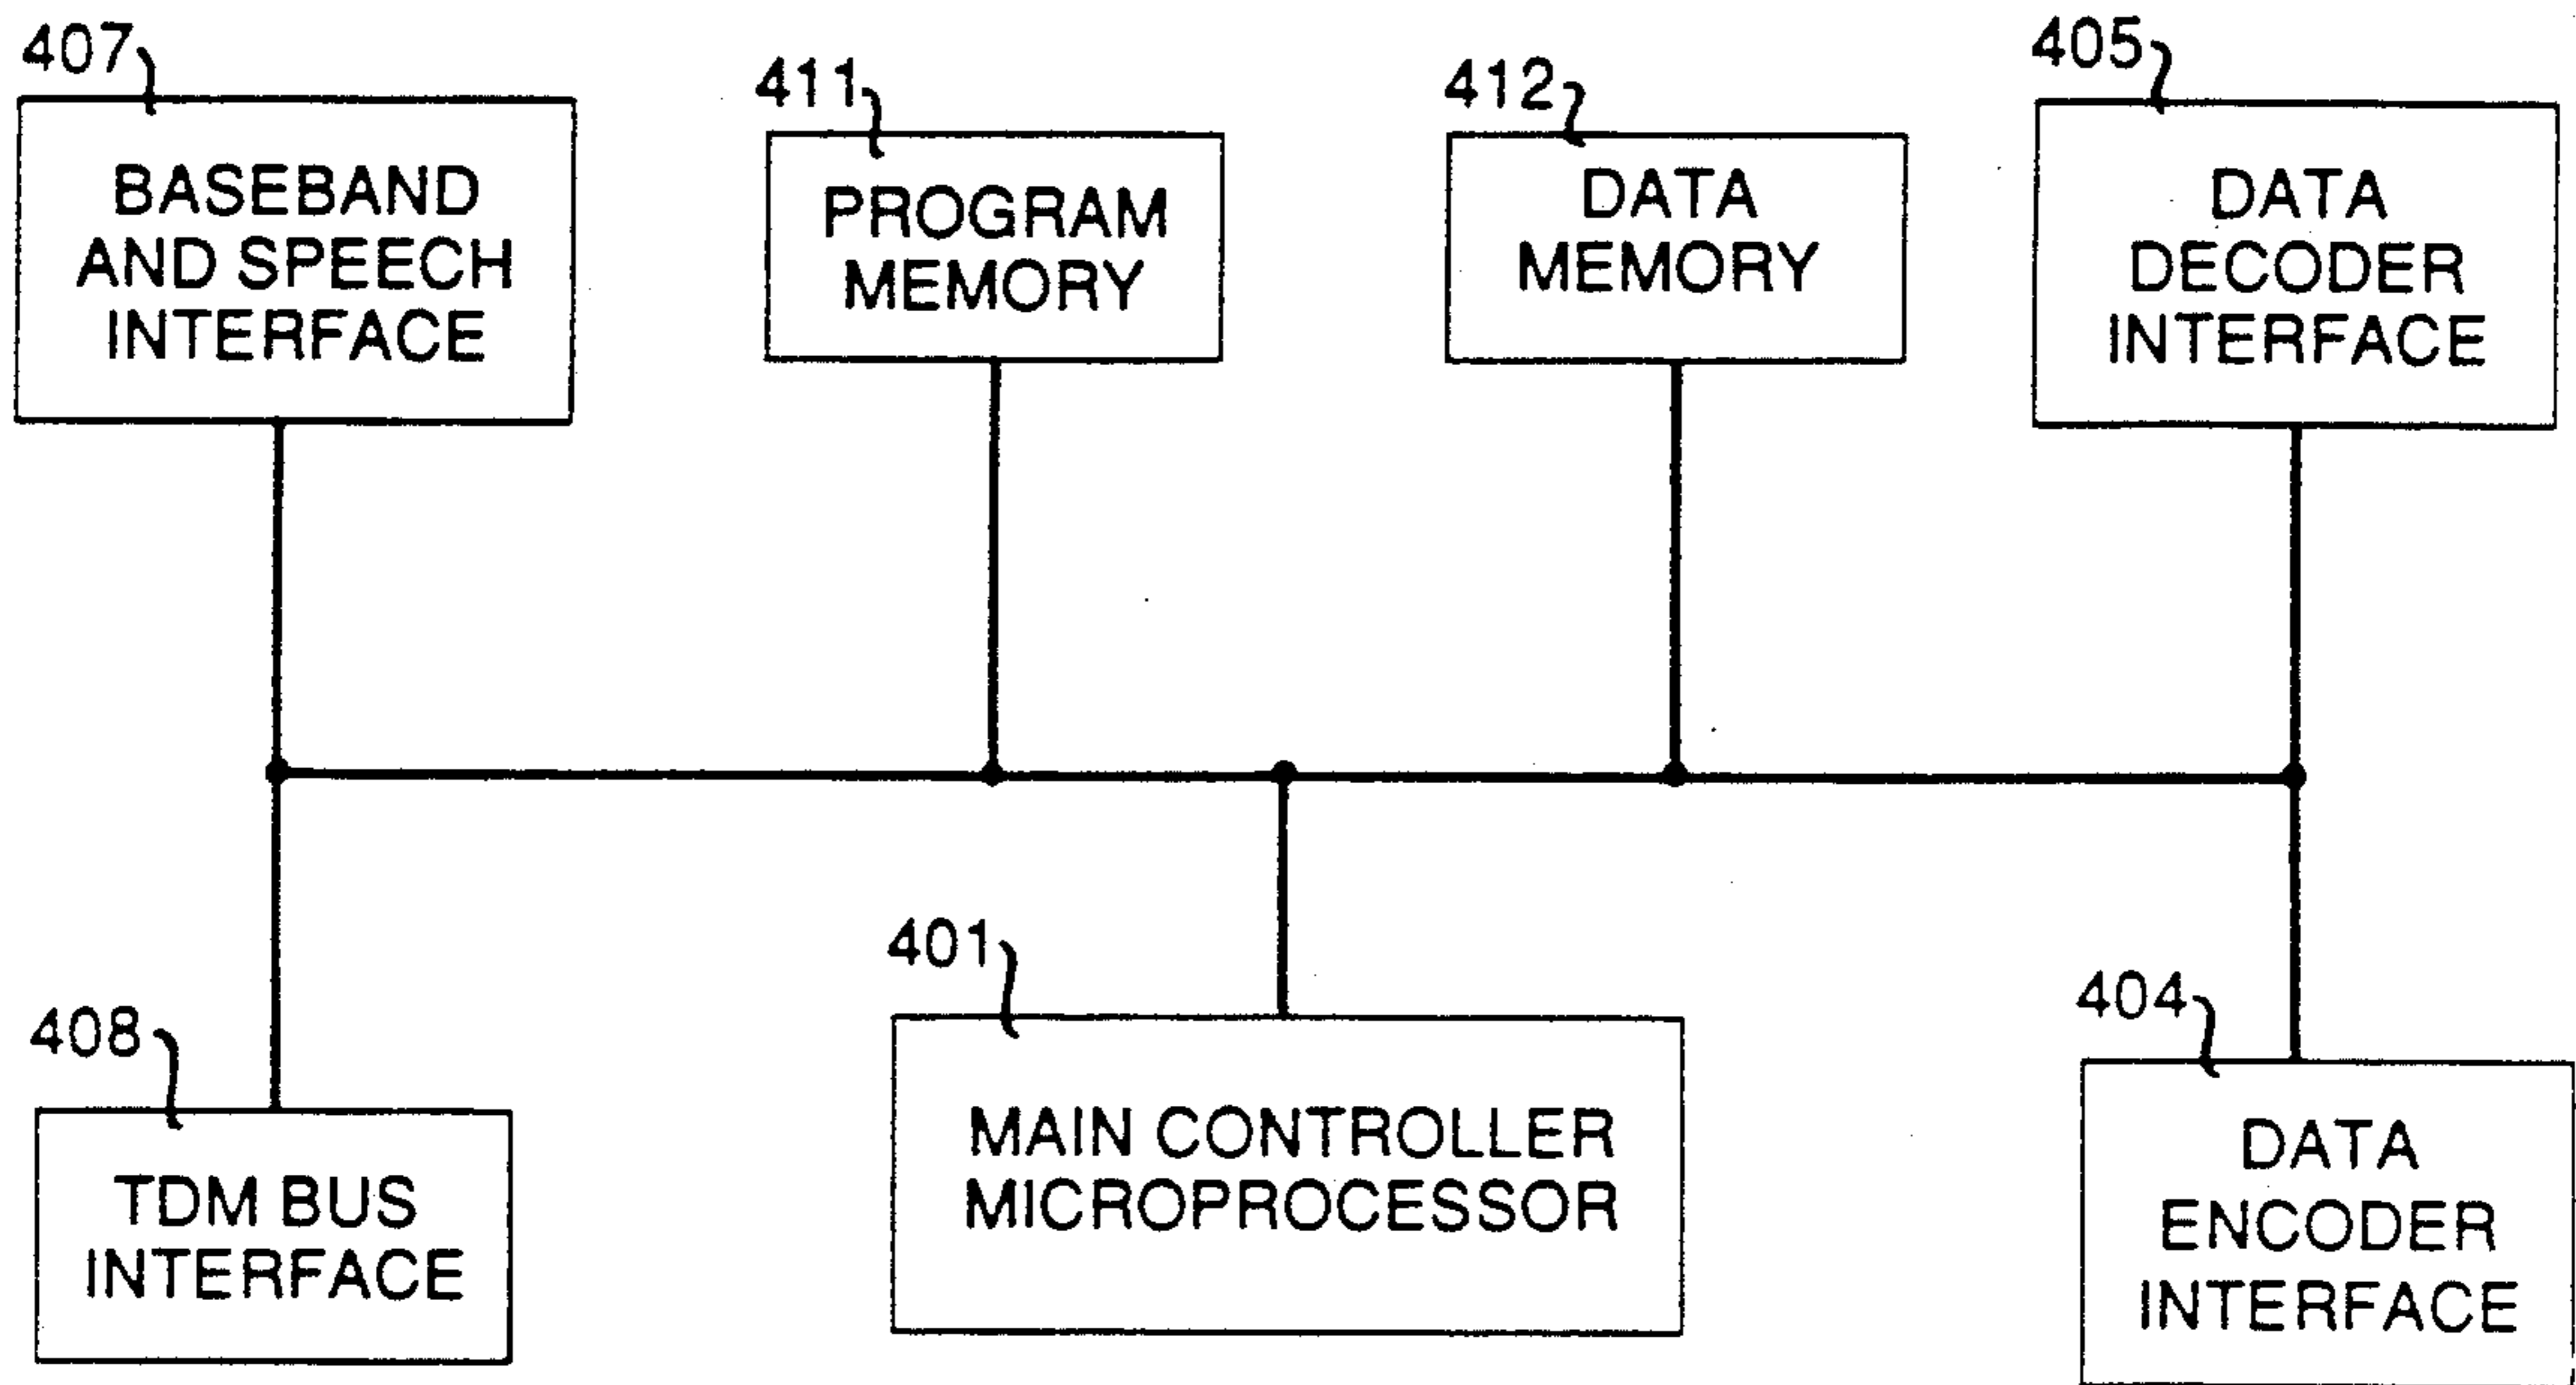 407
BASEBAND
AND SPEECH
INTERFACE
411
PROGRAM
MEMORY
412
DATA
MEMORY
405
DATA
DECODER
INTERFACE
408
TDM BUS
INTERFACE
401
MAIN CONTROLLER
MICROPROCESSOR
404
DATA
ENCODER
INTERFACE